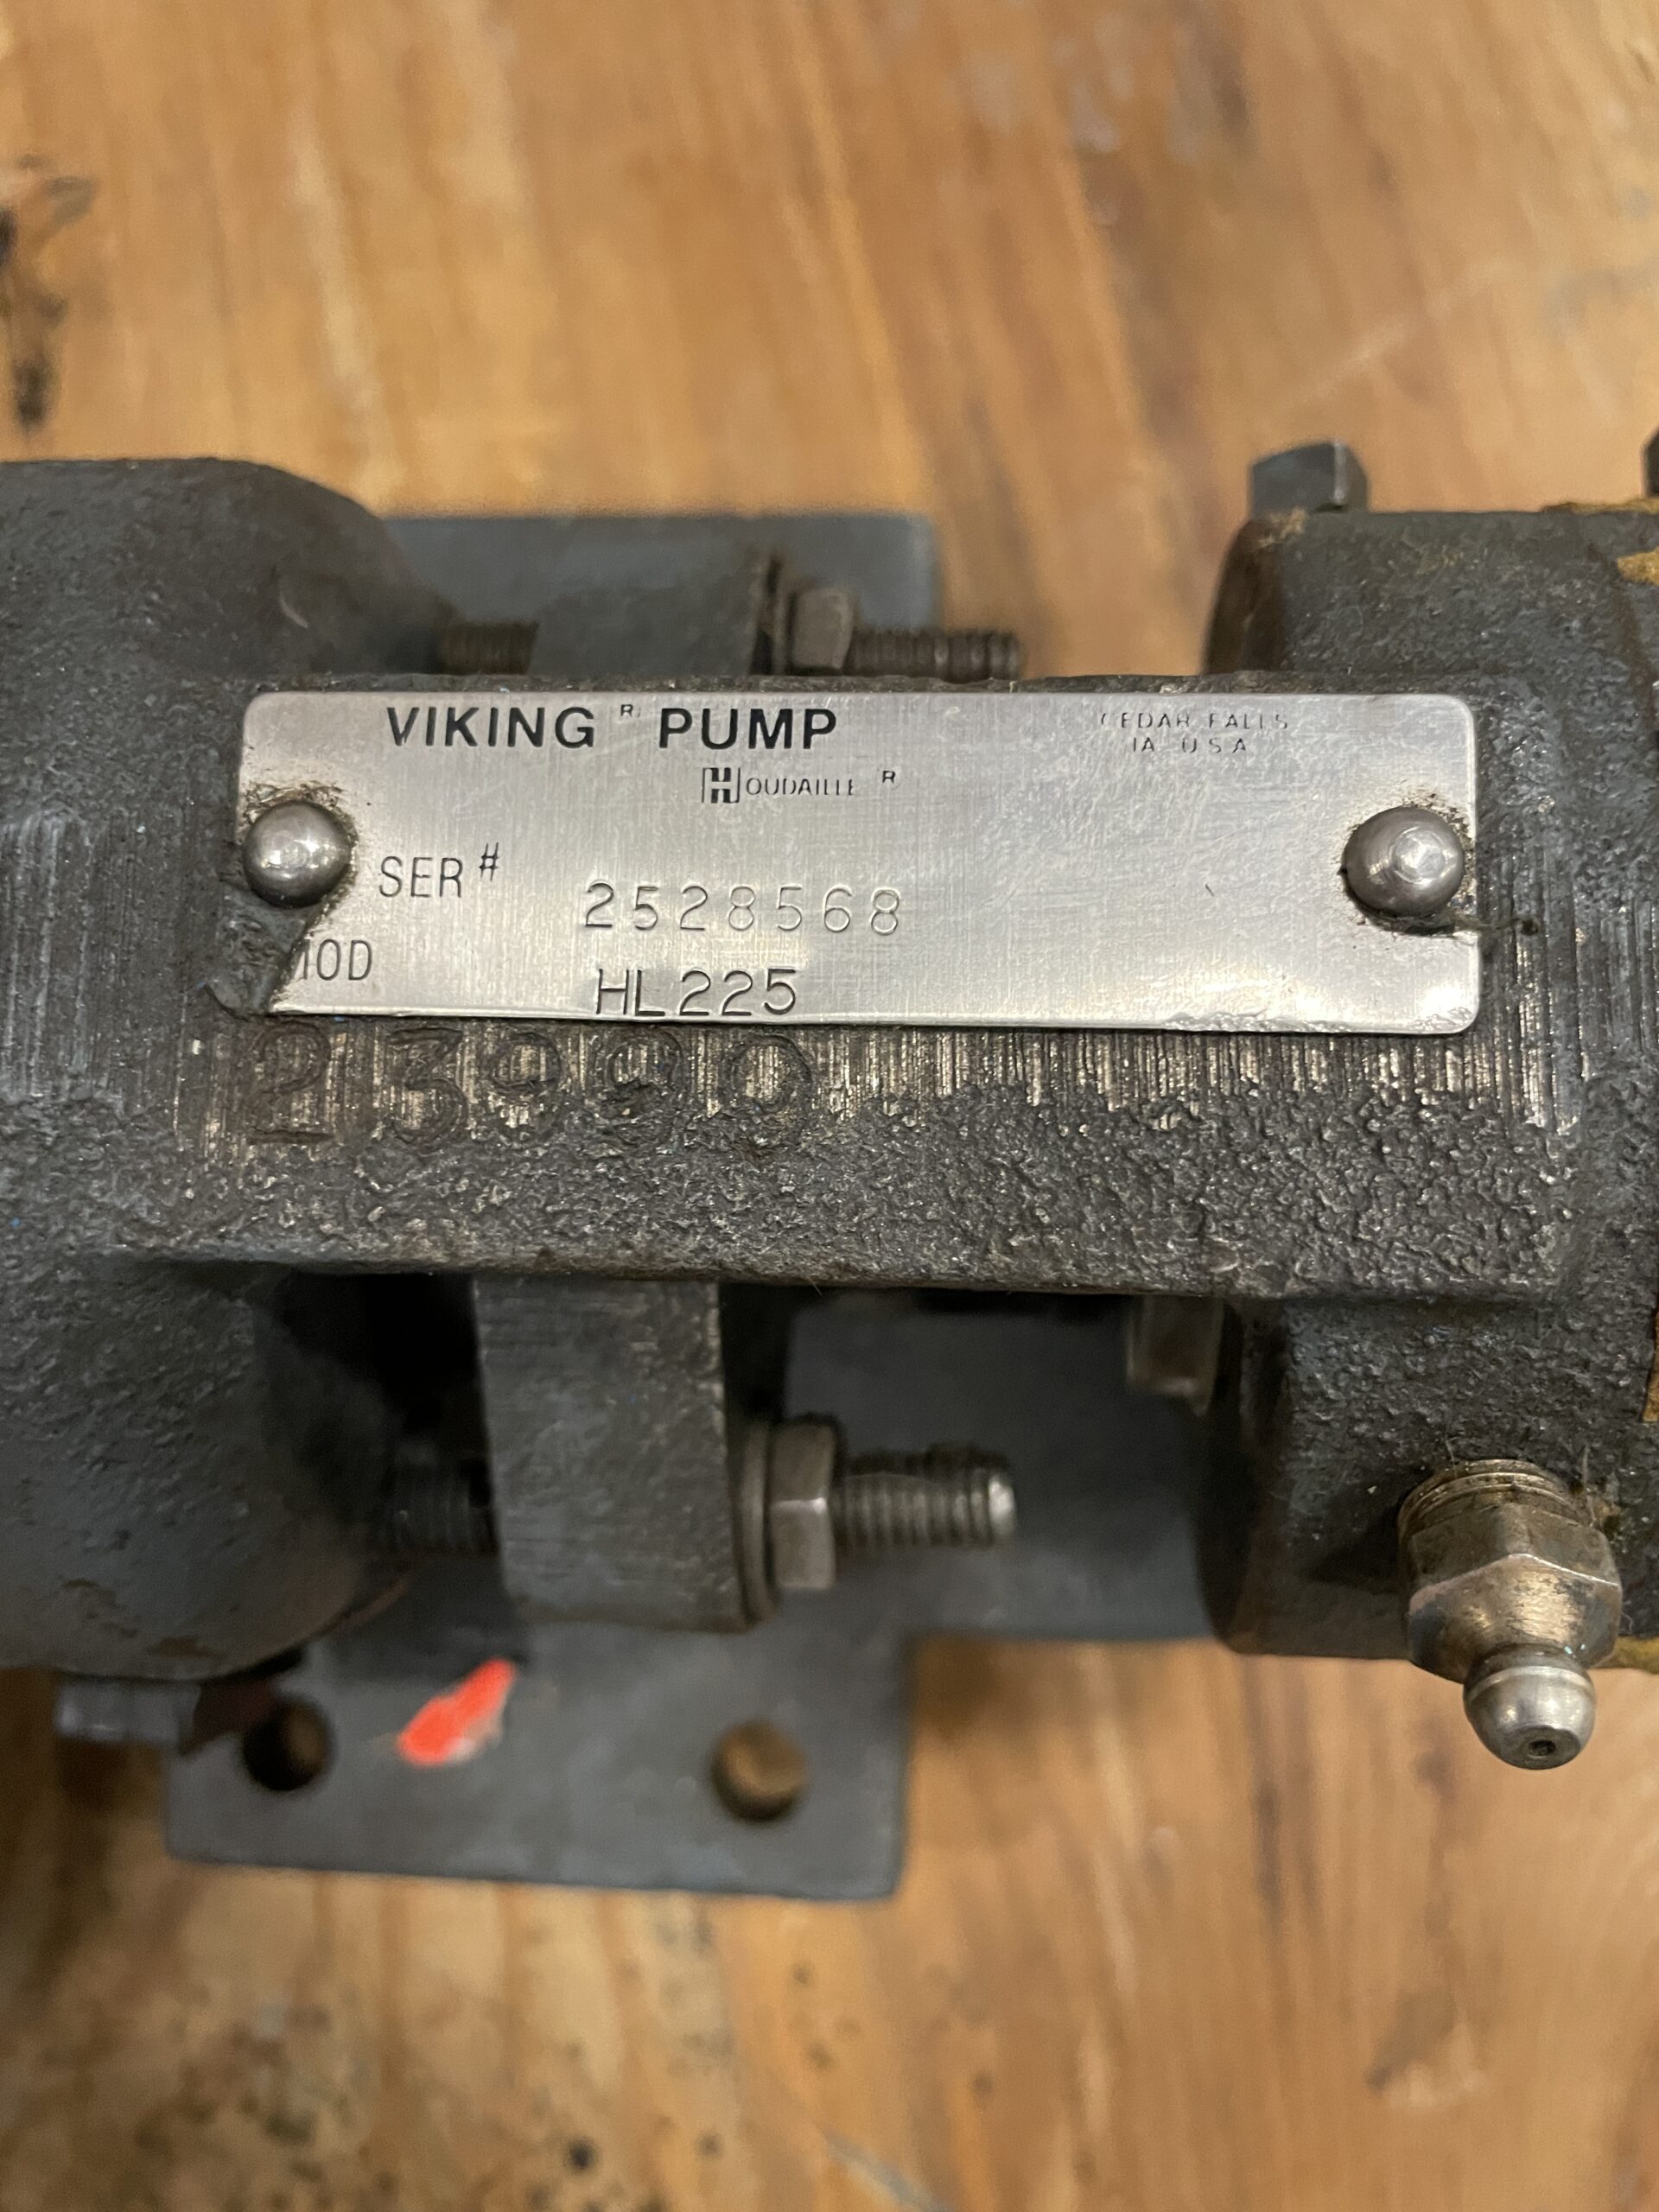 VIKING ® PUMP
CEDAR FALLS
IA USA
HOUDAILLE ®
SER #
2528568
MOD
HL225
23990